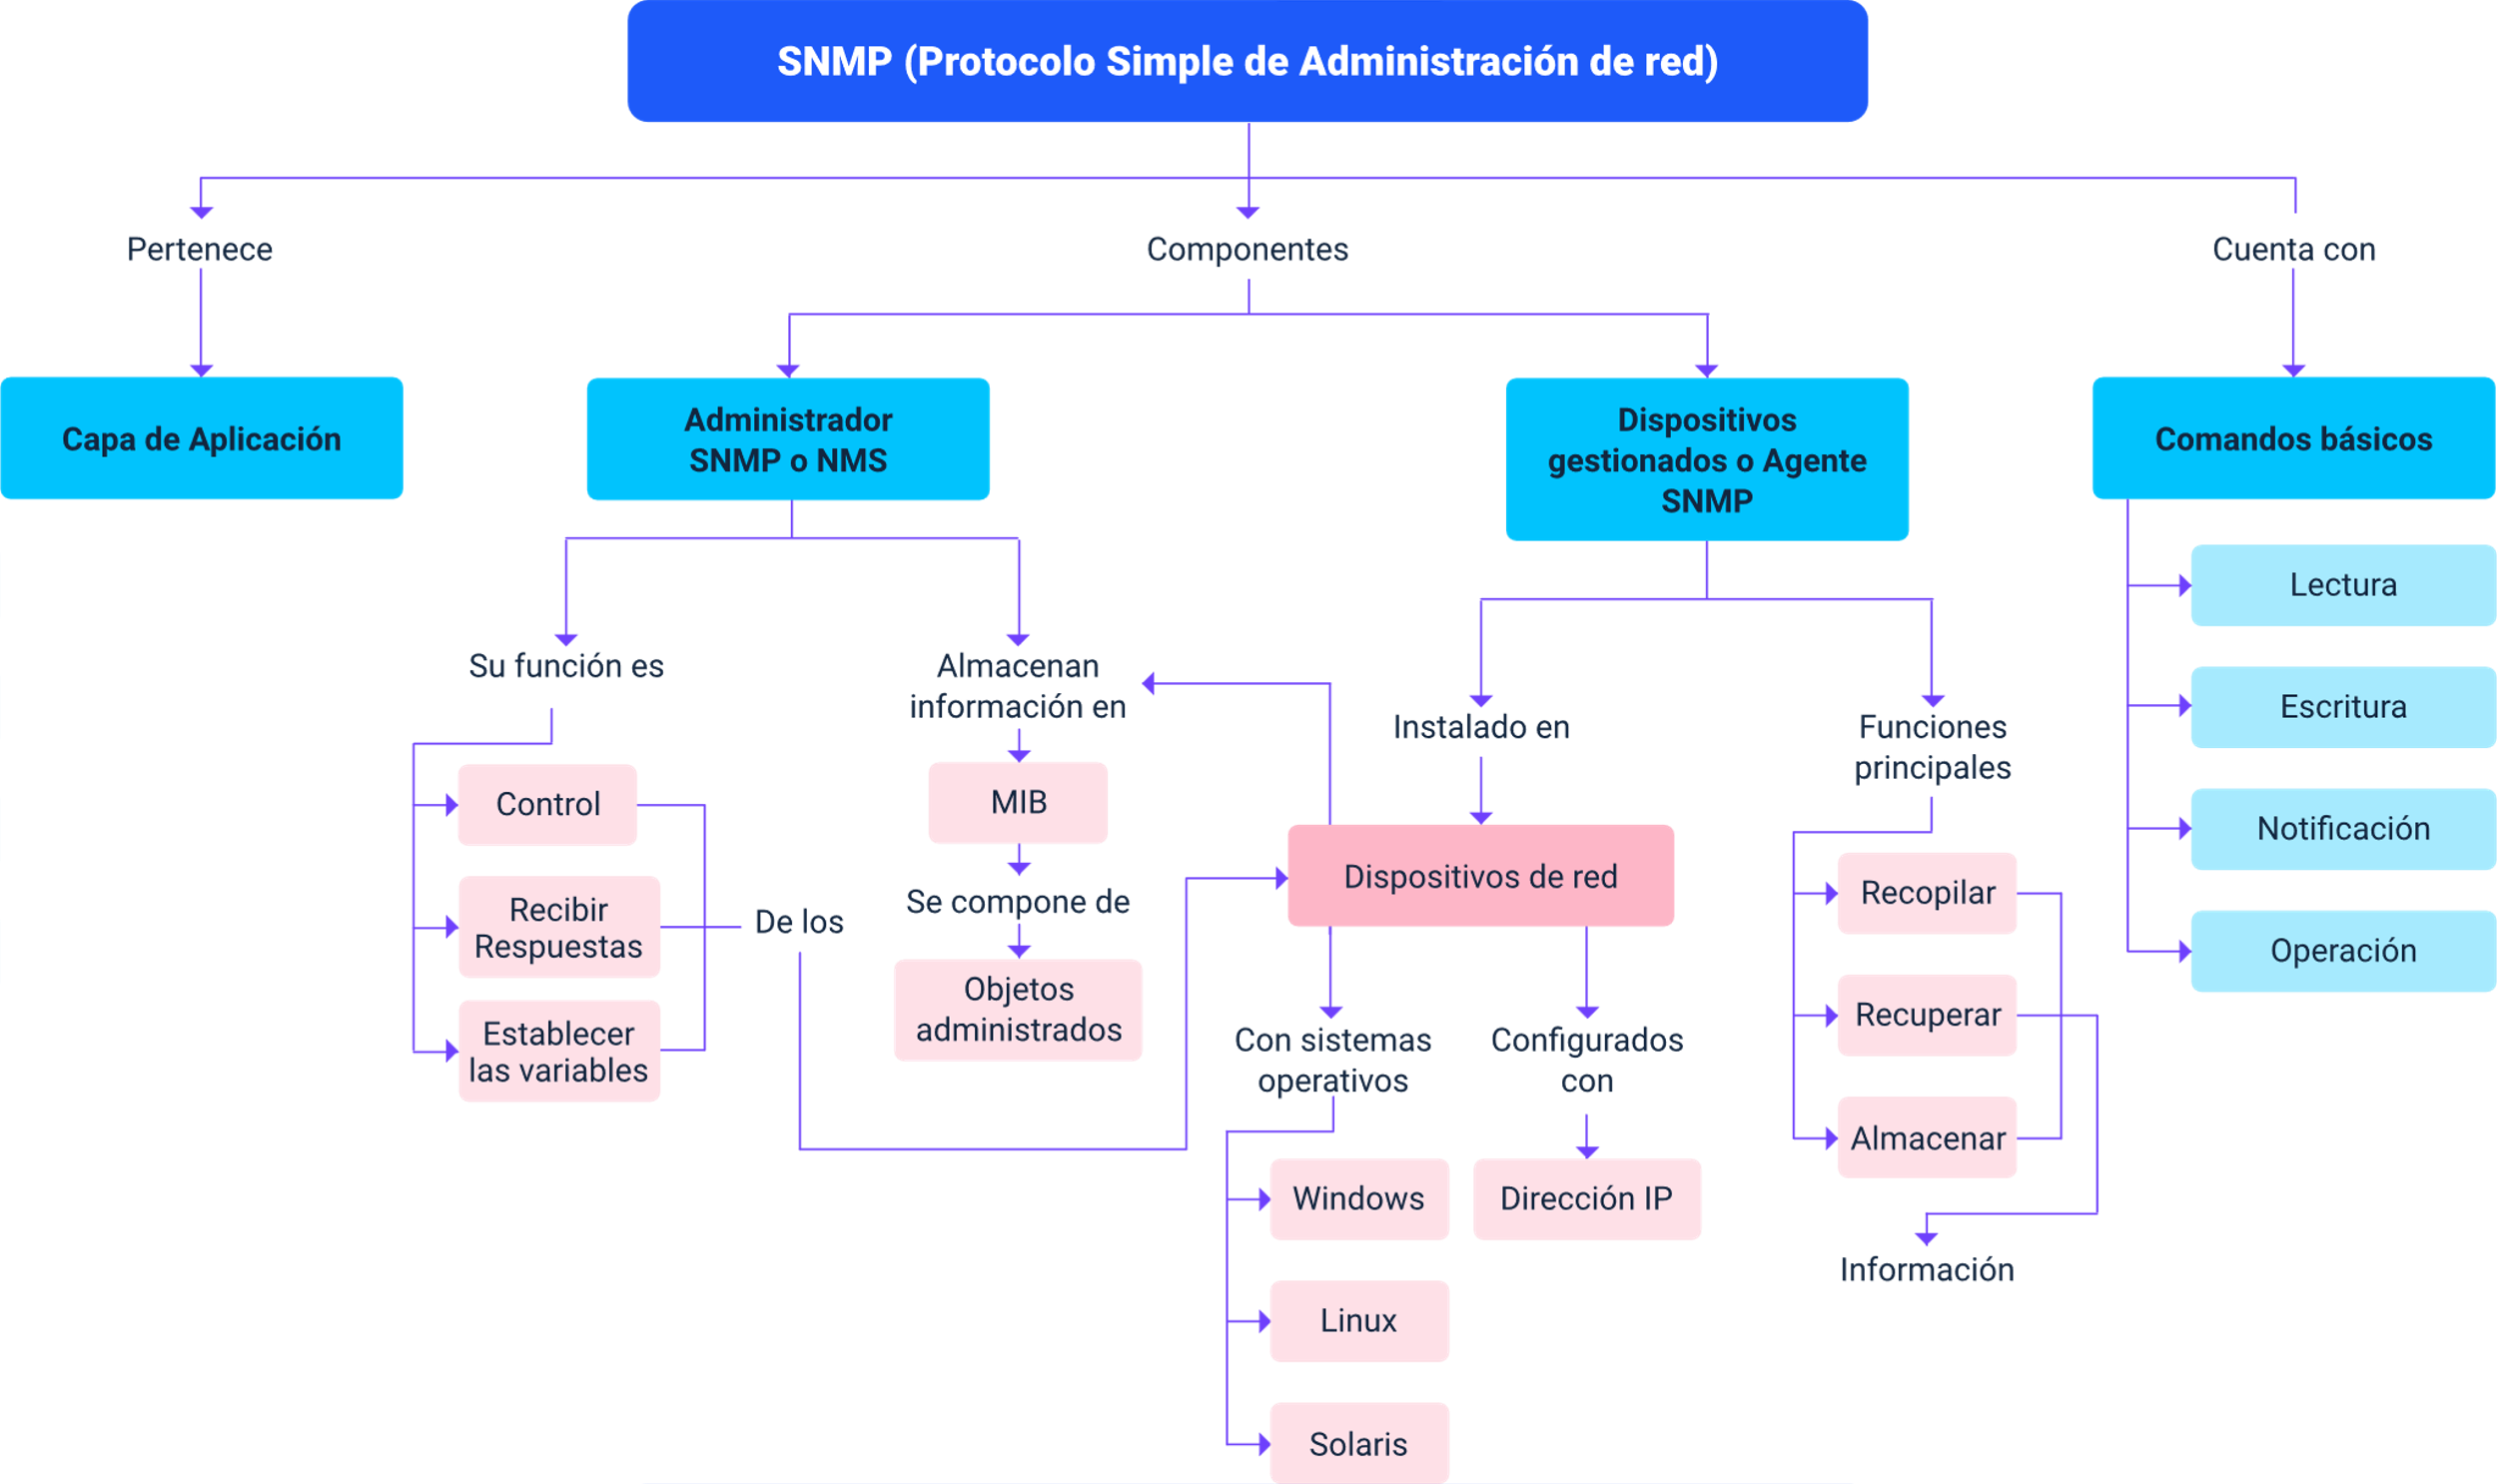 SNMP (Protocolo Simple de Administración de red)
Pertenece
Componentes
Cuenta con
Capa de Aplicación
Administrador
SNMP o NMS
Dispositivos
gestionados o Agente
SNMP
Comandos básicos
Su función es
Control
Recibir
Respuestas
Establecer
las variables
De los
Almacenan
información en
MIB
Se compone de
Objetos
administrados
Instalado en
Dispositivos de red
Con sistemas
operativos
Windows
Linux
Solaris
Configurados
con
Dirección IP
Funciones
principales
Recopilar
Recuperar
Almacenar
Información
Lectura
Escritura
Notificación
Operación